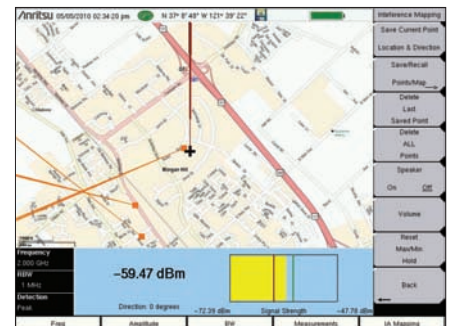 Anritsu 05/05/2010 02:34:28 pm N 37° 8' 48" W 121° 39' 22"
Interference Mapping
Save Current Point
Location & Direction
Save/Recall
Points/Map
Delete
Last
Saved Point
Delete
ALL
Points
Speaker
On Off
Volume
Reset
Max/Min
Hold
Back
Morgan Hill
Frequency
2.000 GHz
RBW
1 MHz
Detection
Peak
-59.47 dBm
Direction: 0 degrees
-72.39 dBm Signal Strength -47.78 dBm
Freq Amplitude BW Measurements IA Mapping